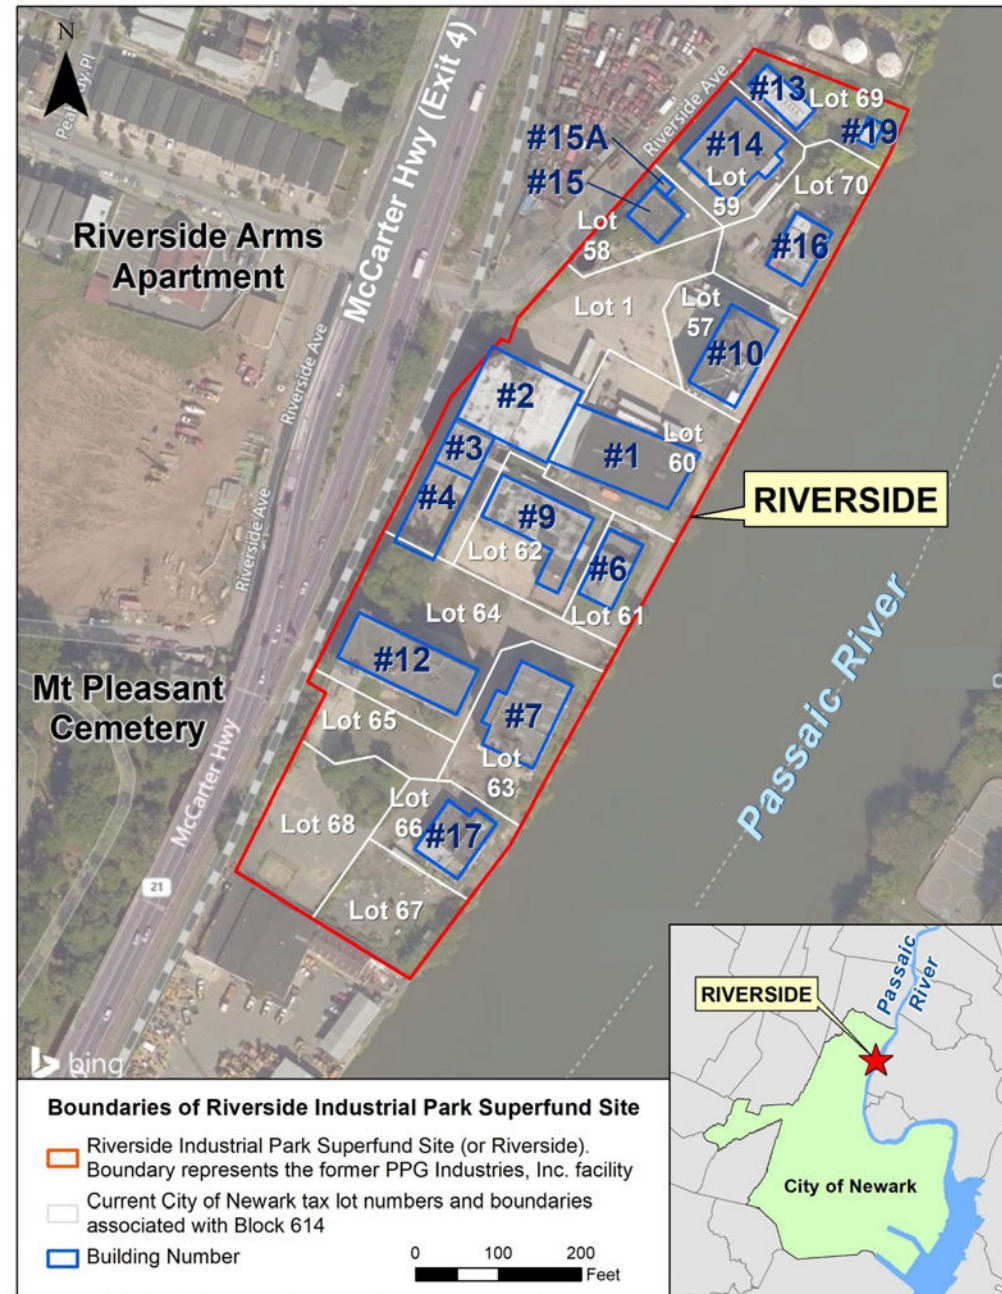 N
Peabody Pl
McCarter Hwy (Exit 4)
Riverside Ave
#13
Lot 69
#19
#15A
#14
#15
Lot
59
Lot 70
Lot
58
#16
Riverside Arms
Apartment
Lot 1
Lot
57
#10
Riverside Ave
#2
#3
#1
Lot
60
#4
RIVERSIDE
#9
Lot 62
#6
Riverside Ave
Lot 61
Lot 64
#12
Passaic River
Mt Pleasant
Cemetery
#7
Lot 65
Lot
63
McCarter Hwy
Lot
66
#17
Lot 68
21
Lot 67
bing
Passaic
River
RIVERSIDE
City of Newark
Boundaries of Riverside Industrial Park Superfund Site
Riverside Industrial Park Superfund Site (or Riverside).
Boundary represents the former PPG Industries, Inc. facility
Current City of Newark tax lot numbers and boundaries
associated with Block 614
Building Number
0 100 200
Feet